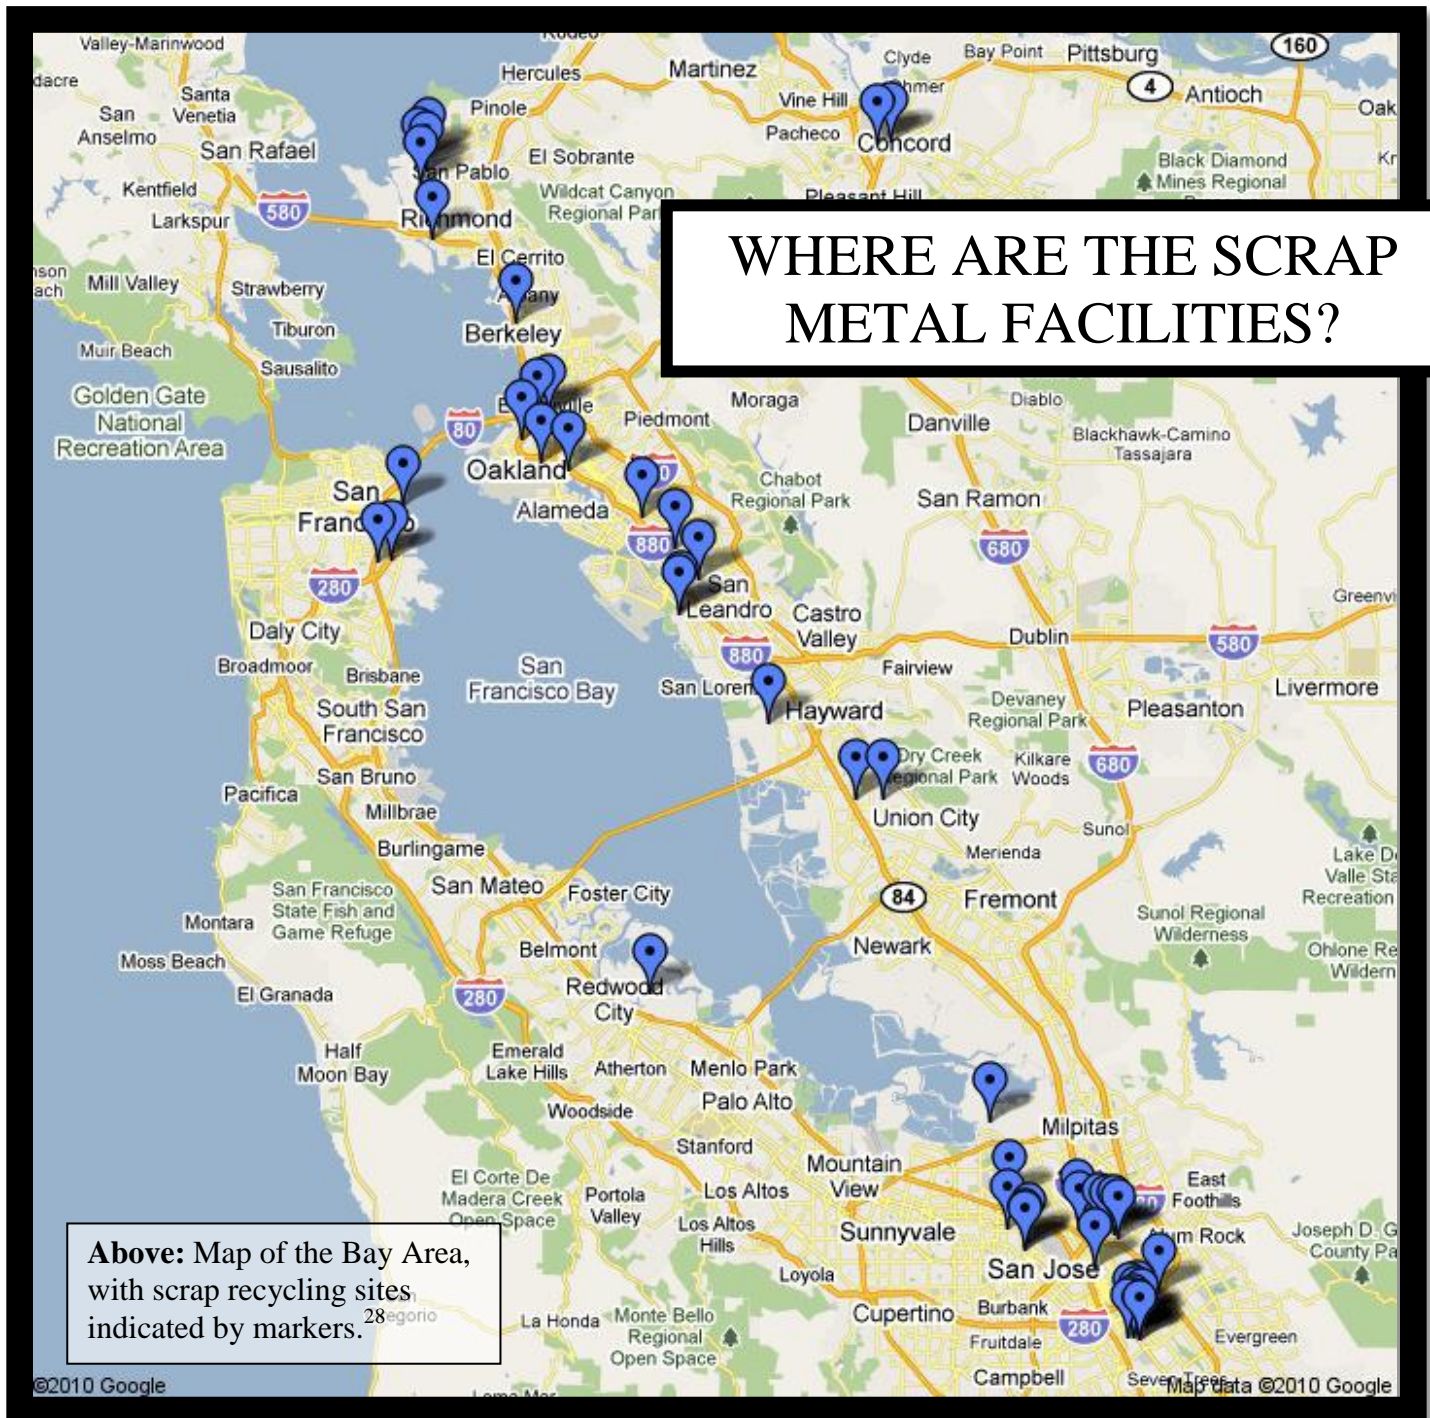 Valley-Marinwood
Clyde
Bay Point
Pittsburg
160
Hercules
Martinez
4
Antioch
Santa
Venetia
San
Anselmo
Pinole
Vine Hill
Pacheco
Concord
San Rafael
El Sobrante
Black Diamond
Mines Regional
Kentfield
Wildcat Canyon
Pleasant Hill
580
Larkspur
El Cerrito
WHERE ARE THE SCRAP
METAL FACILITIES?
Mill Valley
Strawberry
Tiburon
Berkeley
Muir Beach
Sausalito
Golden Gate
National
Recreation Area
80
Piedmont
Moraga
Diablo
Danville
Blackhawk-Camino
Tassajara
Oakland
San
Chabot
Regional Park
San Ramon
Alameda
880
680
280
San
Leandro
Castro
Valley
Daly City
Dublin
580
Broadmoor
Brisbane
San
Francisco Bay
880
Fairview
Livermore
Hayward
Devaney
Regional Park
Pleasanton
South San
Francisco
San Bruno
Dry Creek
Kilkare
Woods
680
Pacifica
Millbrae
Union City
Sunol
Burlingame
Merienda
San Francisco
State Fish and
Game Refuge
San Mateo
Foster City
84
Fremont
Montara
Sunol Regional
Wilderness
Belmont
Newark
Moss Beach
El Granada
280
Redwood
City
Half
Moon Bay
Emerald
Lake Hills
Atherton
Menlo Park
Woodside
Palo Alto
Stanford
Milpitas
Mountain
View
El Corte De
Madera Creek
Open Space
Portola
Valley
Los Altos
East
Foothills
Los Altos
Hills
Sunnyvale
San Jose
Loyola
Above: Map of the Bay Area,
with scrap recycling sites
indicated by markers.28
La Honda
Monte Bello
Regional
Open Space
Cupertino
Burbank
280
Fruitdale
Evergreen
Campbell
©2010 Google
Map data ©2010 Google